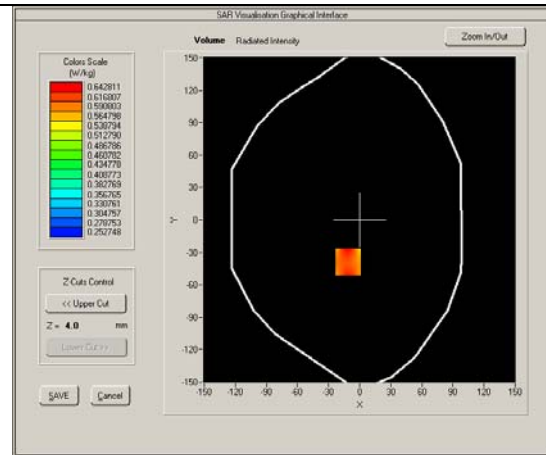 SAR Visualisation Graphical Interface
Volume Radiated Intensity
Zoom In/Out
Colors Scale
(W/kg)
0.642811
0.616807
0.590803
0.564798
0.538794
0.512790
0.486786
0.460782
0.434778
0.408773
0.382769
0.356765
0.330761
0.304757
0.278753
0.252748
Z Cuts Control
<< Upper Cut
Z = 4.0 mm
Lower Cut >>
SAVE Cancel
Y
150
120
90
60
30
0
-30
-60
-90
-120
-150
-150 -120 -90 -60 -30 0 30 60 90 120 150
X